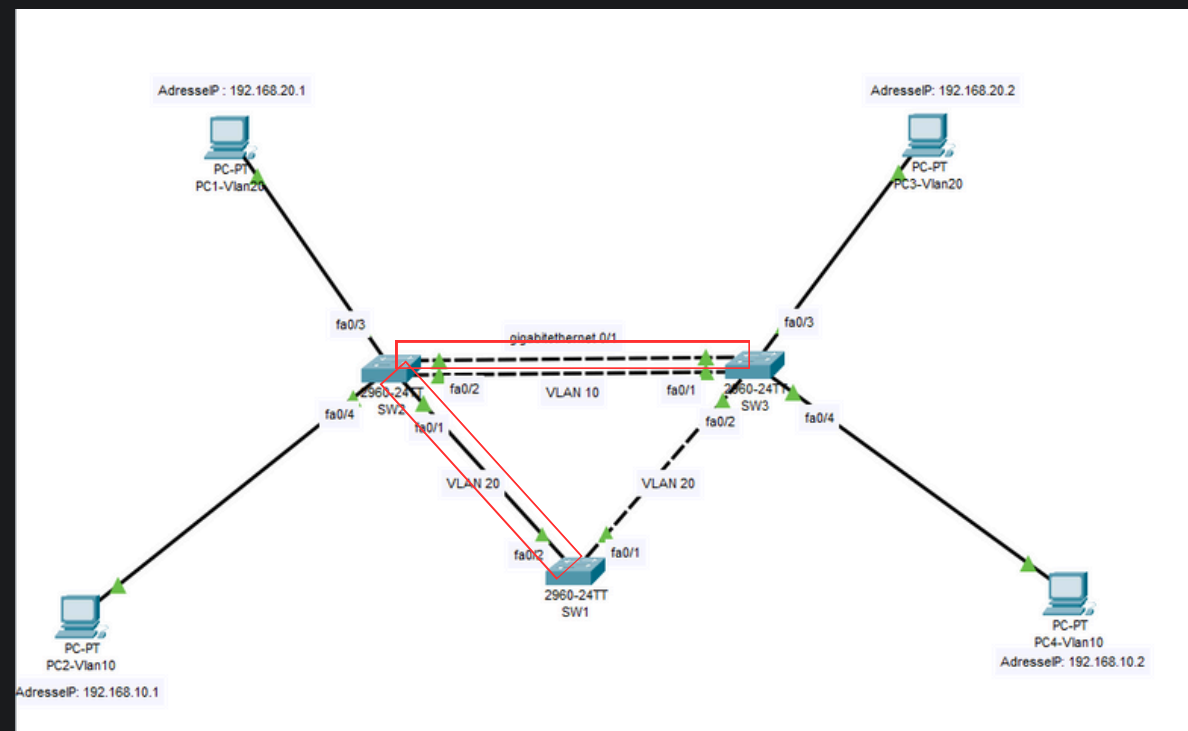 AdresseIP : 192.168.20.1
AdresseIP: 192.168.20.2
PC-PT
PC1-Vlan20
PC-PT
PC3-Vlan20
fa0/3
fa0/3
gigabitethernet 0/1
2960-24TT
SW2
fa0/2
VLAN 10
fa0/1
2960-24TT
SW3
fa0/4
fa0/1
fa0/2
fa0/4
VLAN 20
VLAN 20
fa0/2
fa0/1
2960-24TT
SW1
PC-PT
PC2-Vlan10
AdresseIP: 192.168.10.1
PC-PT
PC4-Vlan10
AdresseIP: 192.168.10.2